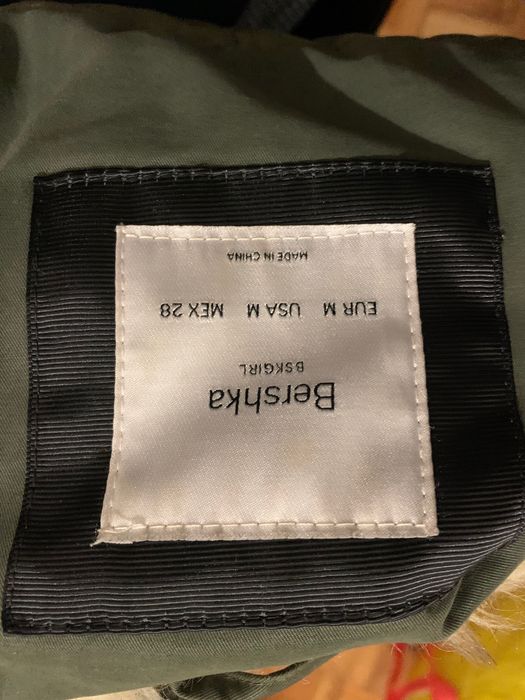 Bershka
BSKGIRL
EUR M USA M MEX 28
MADE IN CHINA